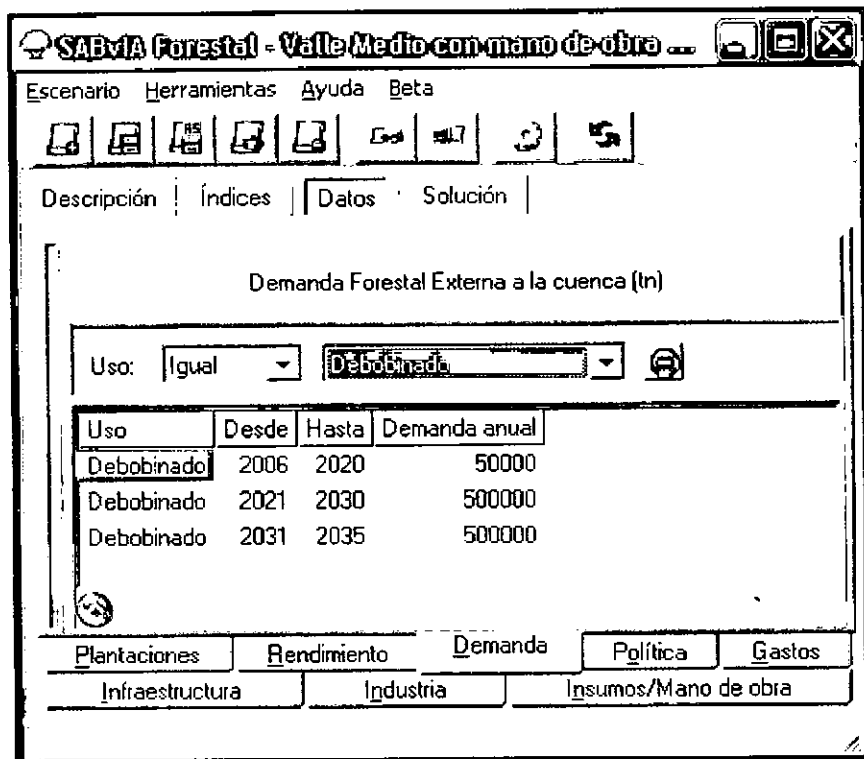 SABvIA Forestal - Valle Medio con mano de obra ...
Escenario Herramientas Ayuda Beta
Descripción Índices Datos Solución
Demanda Forestal Externa a la cuenca (tn)
Uso: Igual Debobinado
Uso Desde Hasta Demanda anual
Debobinado 2006 2020 50000
Debobinado 2021 2030 500000
Debobinado 2031 2035 500000
Plantaciones Rendimiento Demanda Política Gastos
Infraestructura Industria Insumos/Mano de obra